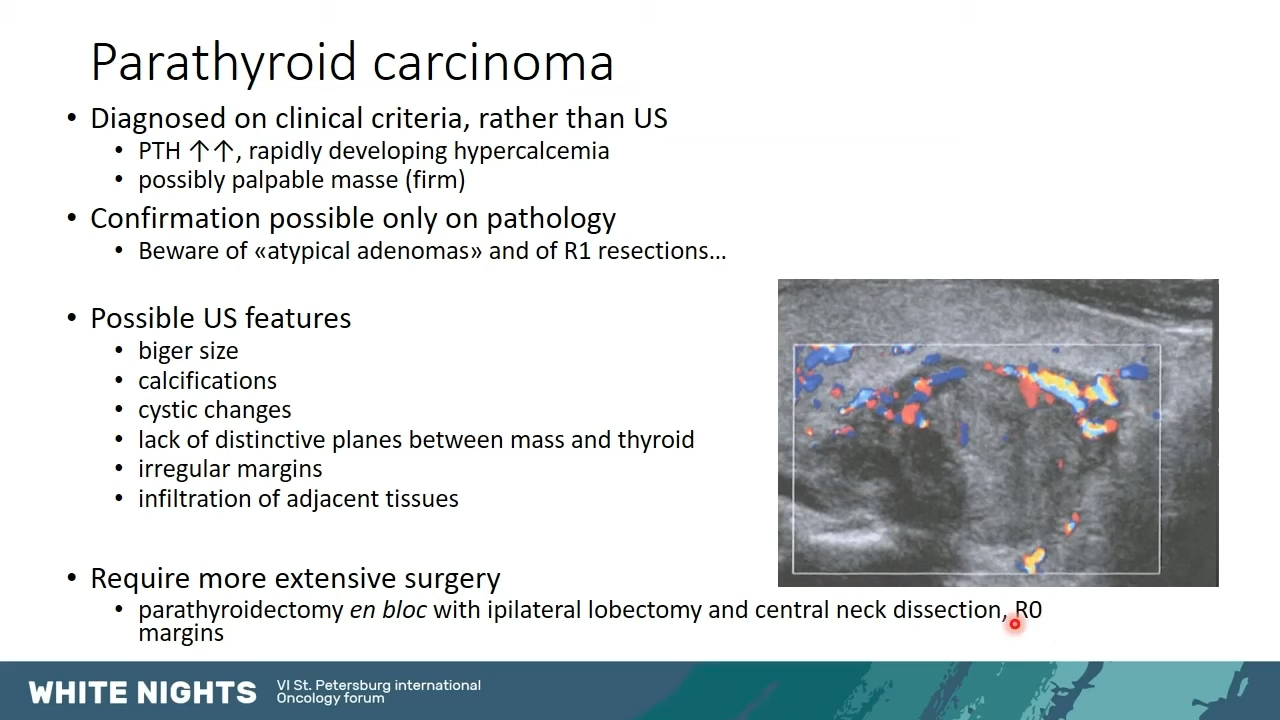 Parathyroid carcinoma
• Diagnosed on clinical criteria, rather than US
• PTH ↑↑, rapidly developing hypercalcemia
• possibly palpable masse (firm)
• Confirmation possible only on pathology
• Beware of «atypical adenomas» and of R1 resections…
• Possible US features
• biger size
• calcifications
• cystic changes
• lack of distinctive planes between mass and thyroid
• irregular margins
• infiltration of adjacent tissues
• Require more extensive surgery
• parathyroidectomy en bloc with ipilateral lobectomy and central neck dissection, R0
margins
WHITE NIGHTS
VI St. Petersburg international
Oncology forum